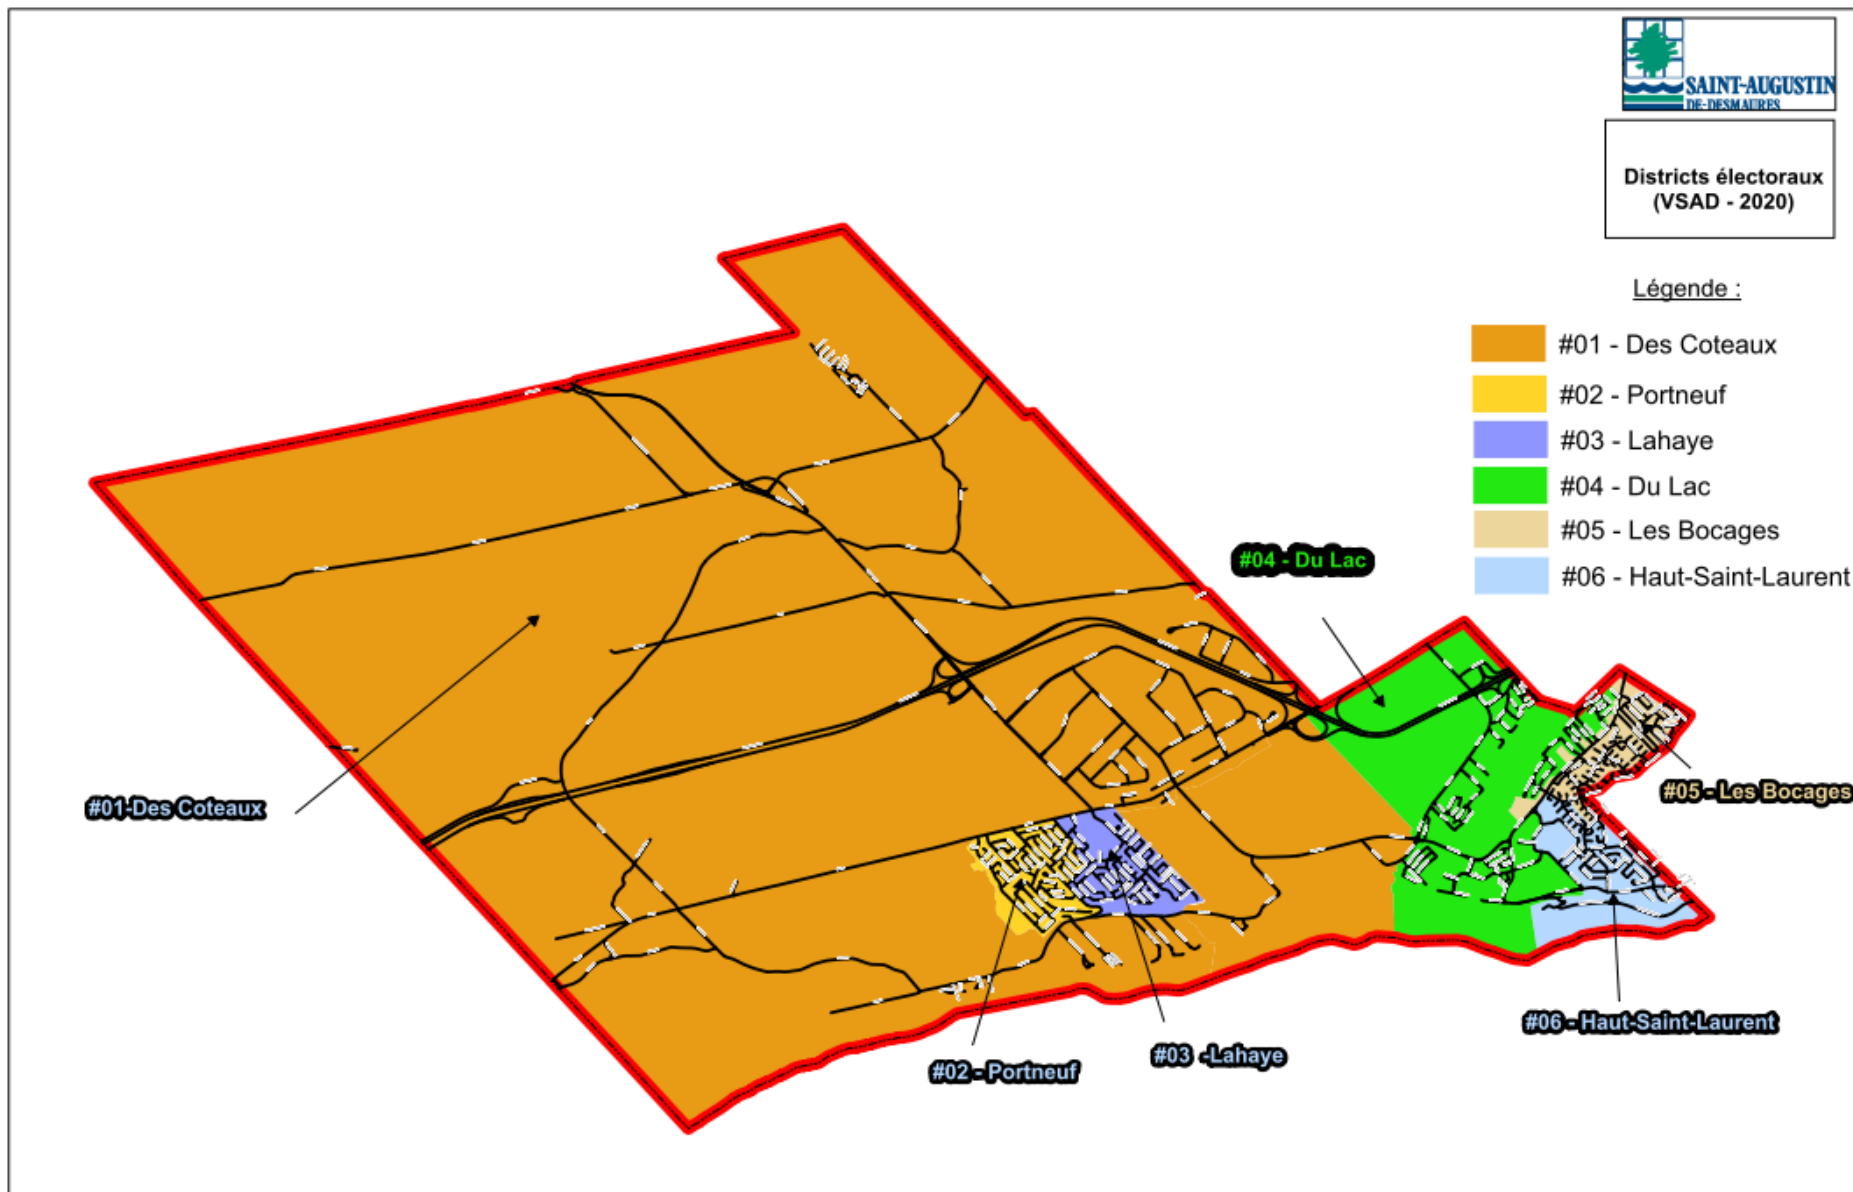 SAINT-AUGUSTIN
DE-DESMAURES
Districts électoraux
(VSAD - 2020)
Légende :
#01 - Des Coteaux
#02 - Portneuf
#03 - Lahaye
#04 - Du Lac
#05 - Les Bocages
#06 - Haut-Saint-Laurent
#04 - Du Lac
#01-Des Coteaux
#05 - Les Bocages
#06 - Haut-Saint-Laurent
#03 -Lahaye
#02 - Portneuf